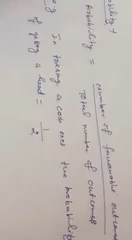 bability
Probability = Number of favourable outcomes
Total number of outcomes
e.g In tossing a coin once the probability
of getting a head = 1/2